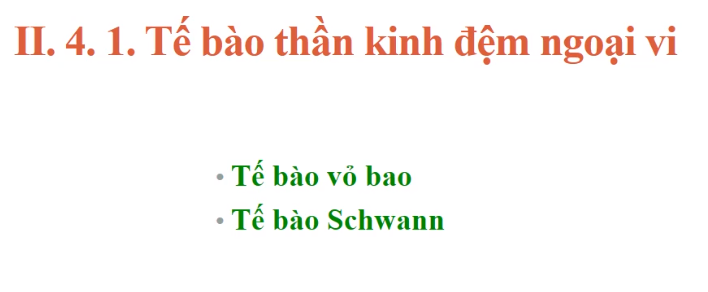 II. 4. 1. Tế bào thần kinh đệm ngoại vi
• Tế bào vỏ bao
• Tế bào Schwann